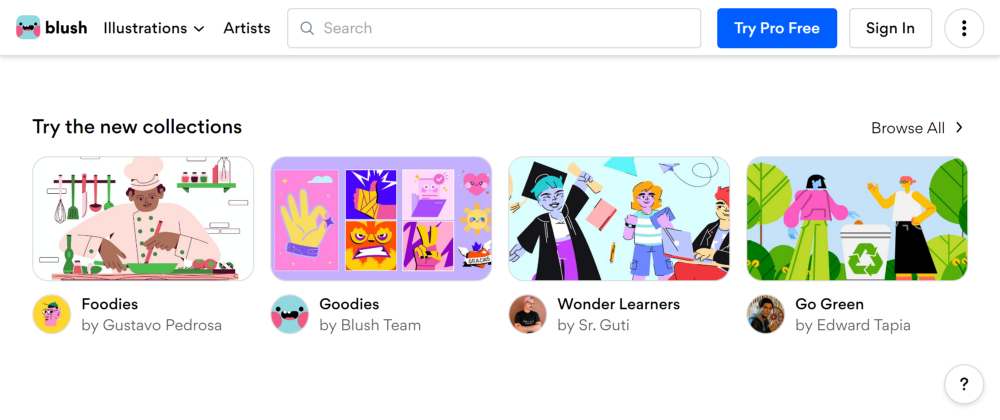 blush
Illustrations
Artists
Search
Try Pro Free
Sign In
Try the new collections
Browse All
GRACIAS
Foodies
by Gustavo Pedrosa
Goodies
by Blush Team
Wonder Learners
by Sr. Guti
Go Green
by Edward Tapia
?